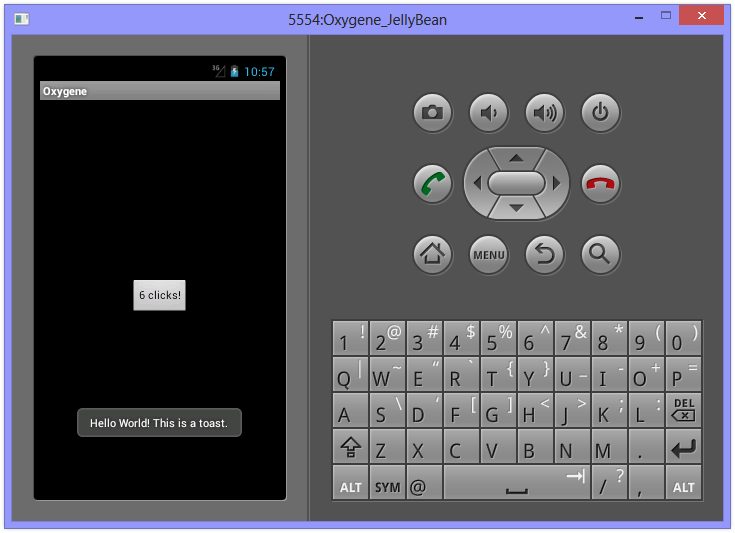 5554:Oxygene_JellyBean
3G 10:57
Oxygene
6 clicks!
Hello World! This is a toast.
MENU
1 ! 2 @ 3 # 4 $ 5 % 6 ^ 7 & 8 * 9 ( 0 )
Q | W ~ E “ R ` T { Y } U _ I - O + P =
A S \ D ‘ F [ G ] H < J > K ; L : DEL
Z X C V B N M .
ALT SYM @ / ? , ALT